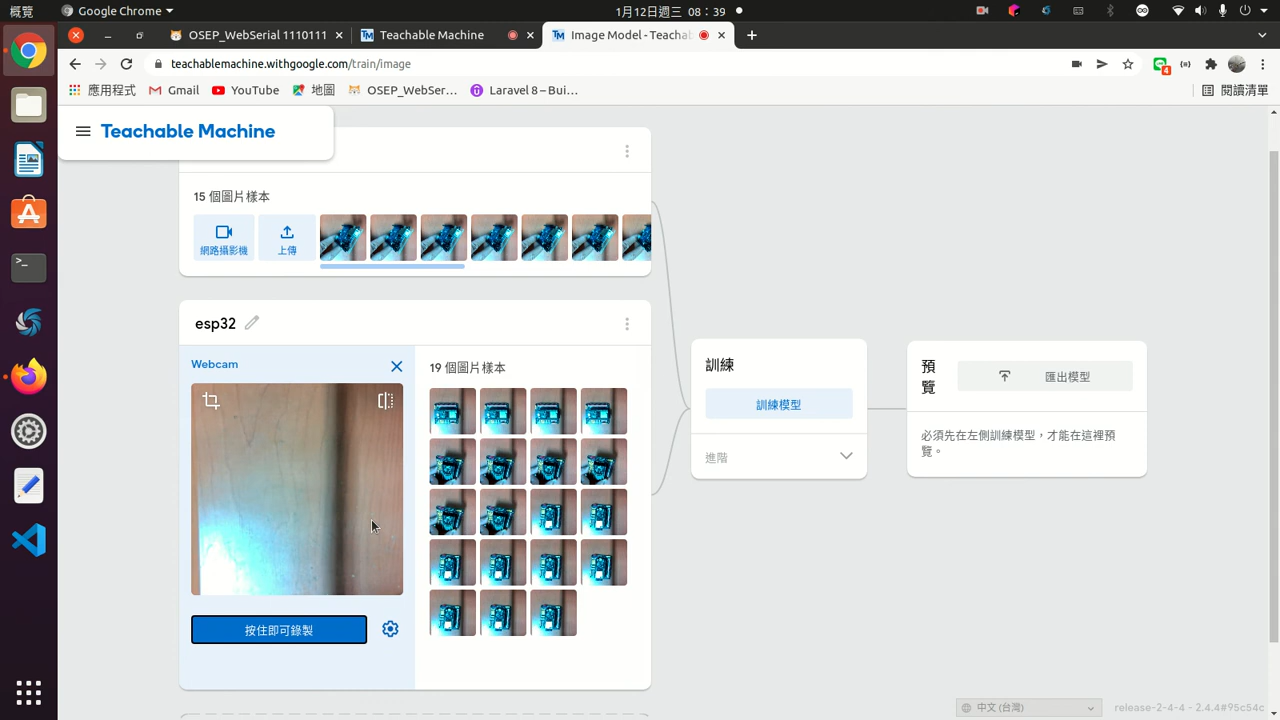 概覽 Google Chrome 1月12日週三 08：39
OSEP_WebSerial 1110111 Teachable Machine Image Model - Teachab
teachablemachine.withgoogle.com/train/image
應用程式 Gmail YouTube 地圖 OSEP_WebSer… Laravel 8 – Bui… 閱讀清單
Teachable Machine
15 個圖片樣本
網路攝影機 上傳
esp32
Webcam
19 個圖片樣本
按住即可錄製
訓練
訓練模型
進階
預覽
匯出模型
必須先在左側訓練模型，才能在這裡預
覽。
中文 (台灣) release-2-4-4 - 2.4.4#95c54c